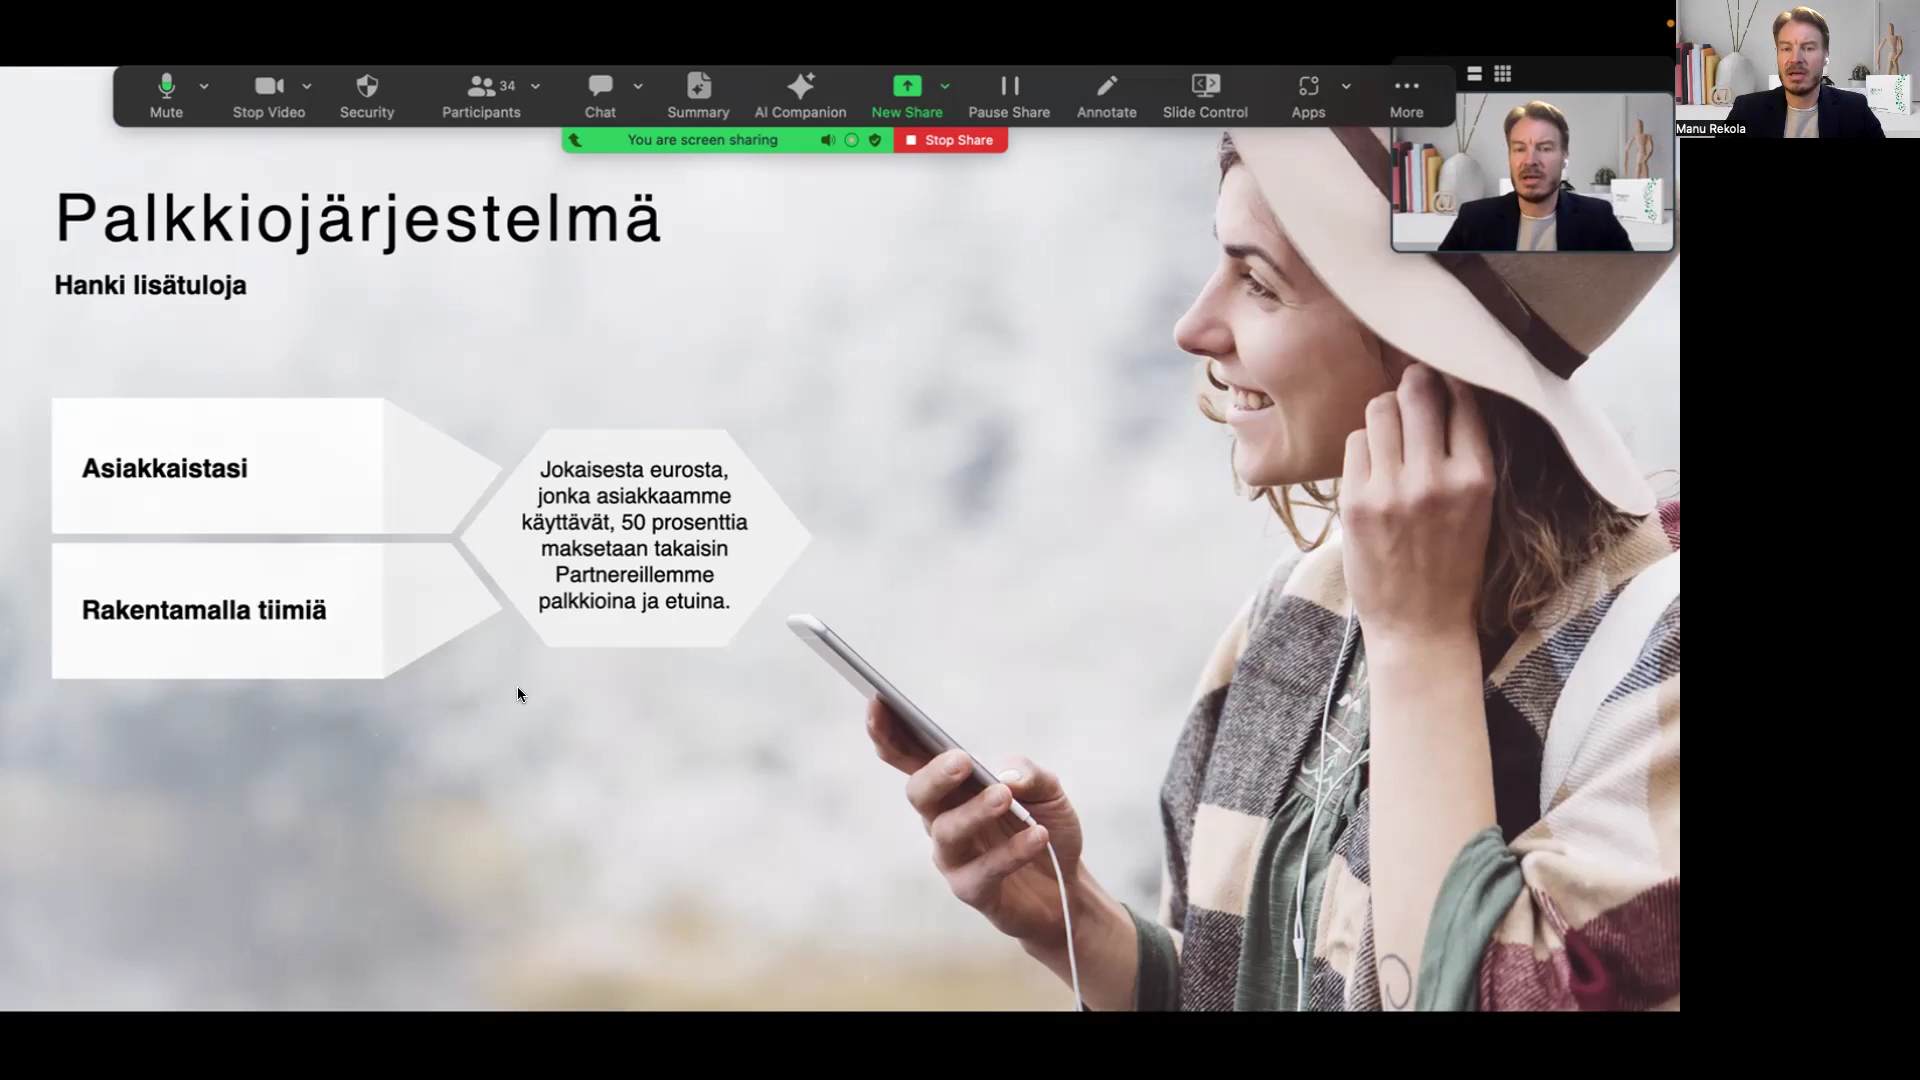 Mute
Stop Video
Security
Participants
34
Chat
Summary
AI Companion
New Share
Pause Share
Annotate
Slide Control
Apps
More
You are screen sharing
Stop Share
Manu Rekola
Palkkiojärjestelmä
Hanki lisätuloja
Asiakkaistasi
Rakentamalla tiimiä
Jokaisesta eurosta,
jonka asiakkaamme
käyttävät, 50 prosenttia
maksetaan takaisin
Partnereillemme
palkkioina ja etuina.